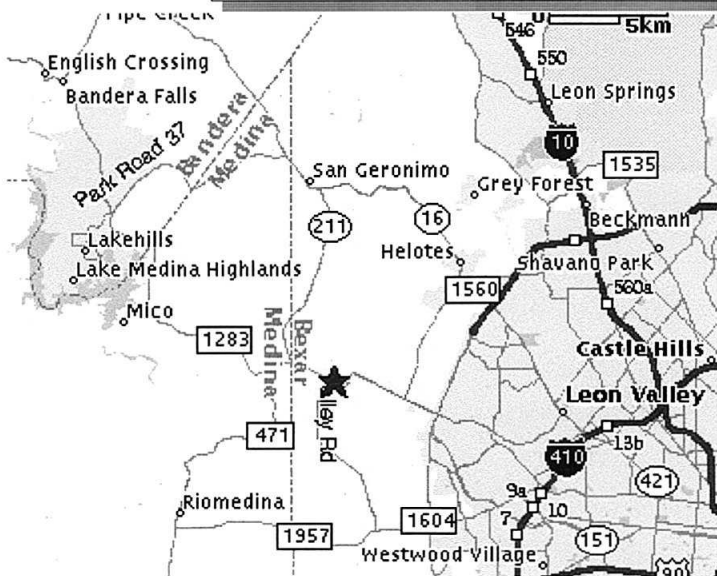 5km
546
550
English Crossing
Bandera Falls
Leon Springs
10
Park Road 37
Bandera
Medina
San Geronimo
1535
Grey Forest
211
16
Beckmann
Lakehills
Helotes
Shavano Park
Lake Medina Highlands
1560
560a
Mico
Medina
Bexar
1283
Castle Hills
Leon Valley
lley Rd
471
13b
410
421
9a
10
Riomedina
7
1604
1957
151
Westwood Village
90